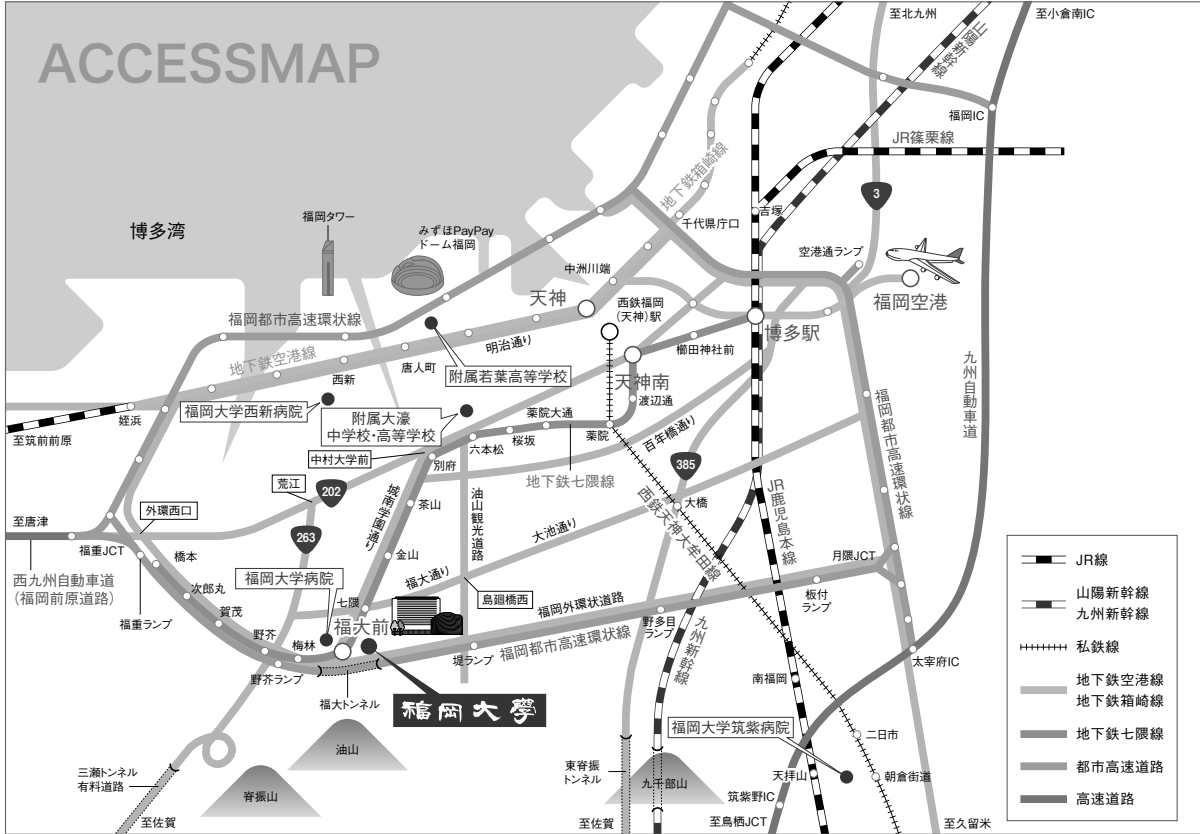 ACCESSMAP
至北九州
至小倉南IC
山陽新幹線
福岡IC
JR篠栗線
地下鉄箱崎線
3
福岡タワー
博多湾
みずほPayPay
ドーム福岡
千代県庁口
吉塚
空港通ランプ
中洲川端
天神
西鉄福岡
(天神)駅
福岡空港
福岡都市高速環状線
明治通り
博多駅
櫛田神社前
地下鉄空港線
西新
唐人町
附属若葉高等学校
天神南
渡辺通
九州自動車道
福岡大学西新病院
附属大濠
中学校・高等学校
薬院大通
桜坂
六本松
薬院
百年橋通り
福岡都市高速環状線
姪浜
至筑前前原
中村大学前
別府
地下鉄七隈線
385
荒江
202
城南学園通り
茶山
油山観光道路
大橋
西鉄天神大牟田線
JR鹿児島本線
外環西口
至唐津
福重JCT
263
大池通り
橋本
金山
月隈JCT
西九州自動車道
(福岡前原道路)
次郎丸
福岡大学病院
福大通り
島廻橋西
板付
ランプ
七隈
福岡外環状道路
福重ランプ
賀茂
福大前
野多目
ランプ
野芥
梅林
堤ランプ
福岡都市高速環状線
九州新幹線
太宰府IC
野芥ランプ
福大トンネル
南福岡
福岡大學
福岡大学筑紫病院
油山
二日市
三瀬トンネル
有料道路
脊振山
東脊振
トンネル
九千部山
天拝山
朝倉街道
筑紫野IC
至佐賀
至佐賀
至鳥栖JCT
至久留米
JR線
山陽新幹線
九州新幹線
私鉄線
地下鉄空港線
地下鉄箱崎線
地下鉄七隈線
都市高速道路
高速道路